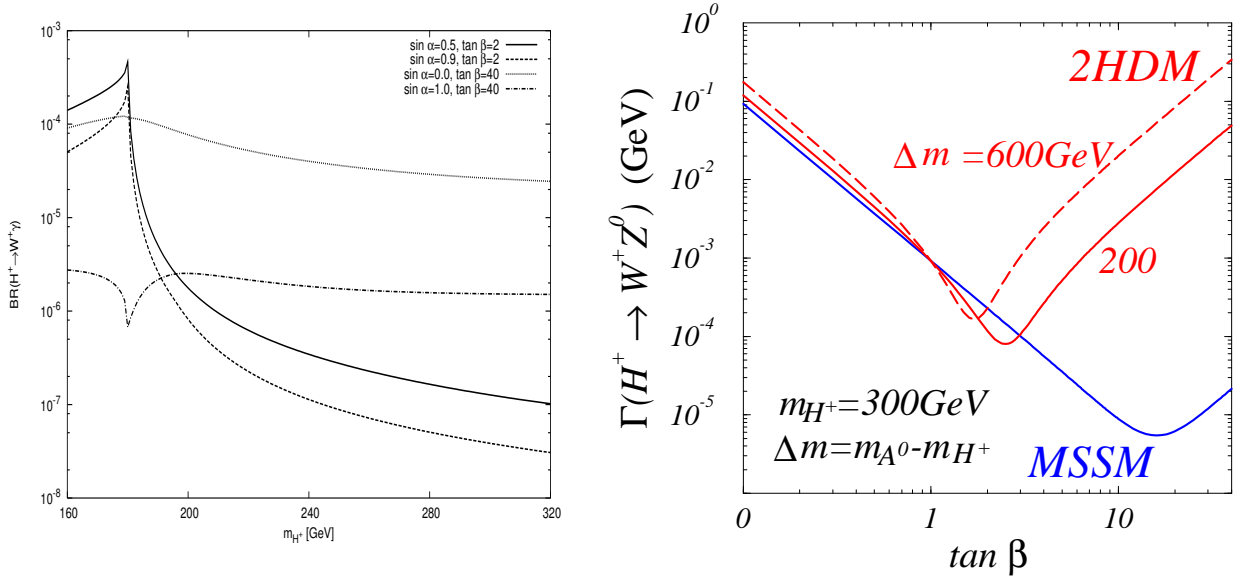 10⁻³
10⁻⁴
10⁻⁵
10⁻⁶
10⁻⁷
10⁻⁸
BR(H⁺→W⁺γ)
sin α=0.5, tan β=2
sin α=0.9, tan β=2
sin α=0.0, tan β=40
sin α=1.0, tan β=40
160
200
240
280
320
m_H⁺ [GeV]
10⁰
10⁻¹
10⁻²
10⁻³
10⁻⁴
10⁻⁵
Γ(H⁺ → W⁺Z⁰) (GeV)
2HDM
Δm =600GeV
200
m_H⁺=300GeV
Δm=m_A⁰-m_H⁺
MSSM
0
1
10
tan β